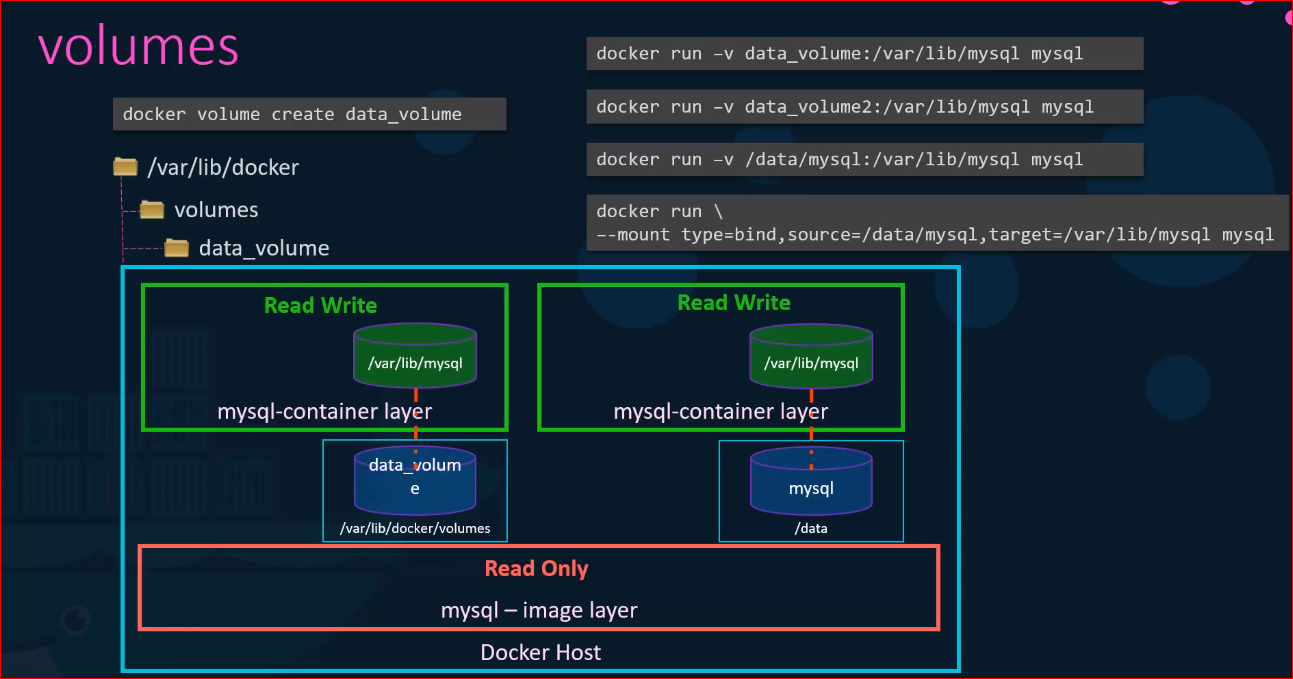 volumes
docker volume create data_volume
/var/lib/docker
volumes
data_volume
docker run –v data_volume:/var/lib/mysql mysql
docker run –v data_volume2:/var/lib/mysql mysql
docker run –v /data/mysql:/var/lib/mysql mysql
docker run \
--mount type=bind,source=/data/mysql,target=/var/lib/mysql mysql
Read Write
/var/lib/mysql
mysql-container layer
data_volum
e
/var/lib/docker/volumes
Read Write
/var/lib/mysql
mysql-container layer
mysql
/data
Read Only
mysql – image layer
Docker Host